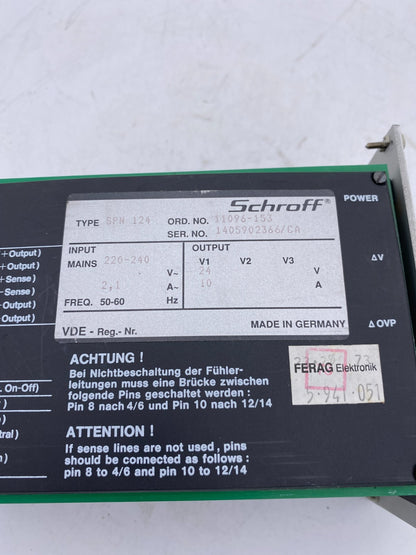 Schroff®
POWER
TYPE SPN 124 ORD. NO. 11096-153
SER. NO. 1405902366/CA
INPUT OUTPUT
MAINS 220-240 V~ V1 V2 V3
24 V
2,1 A~ 10 A
FREQ. 50-60 Hz
VDE - Reg.- Nr. MADE IN GERMANY
ΔV
Δ OVP
+Output)
+Output)
+Sense)
-Sense)
-Output)
-Output)
On-Off)
ACHTUNG !
Bei Nichtbeschaltung der Fühler-
leitungen muss eine Brücke zwischen
folgende Pins geschaltet werden :
Pin 8 nach 4/6 und Pin 10 nach 12/14
ATTENTION !
If sense lines are not used , pins
should be connected as follows :
pin 8 to 4/6 and pin 10 to 12/14
FERAG Elektronik
5.941.051